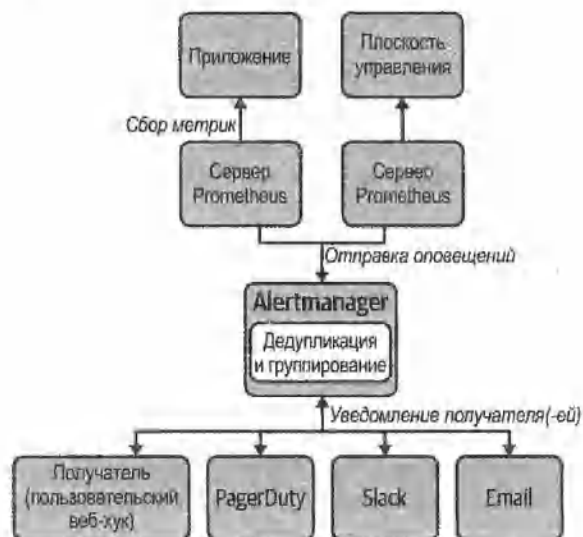 Приложение
Плоскость
управления
Сбор метрик
Сервер
Prometheus
Сервер
Prometheus
Отправка оповещений
Alertmanager
Дедупликация
и группирование
Уведомление получателя(-ей)
Получатель
(пользовательский
веб-хук)
PagerDuty
Slack
Email